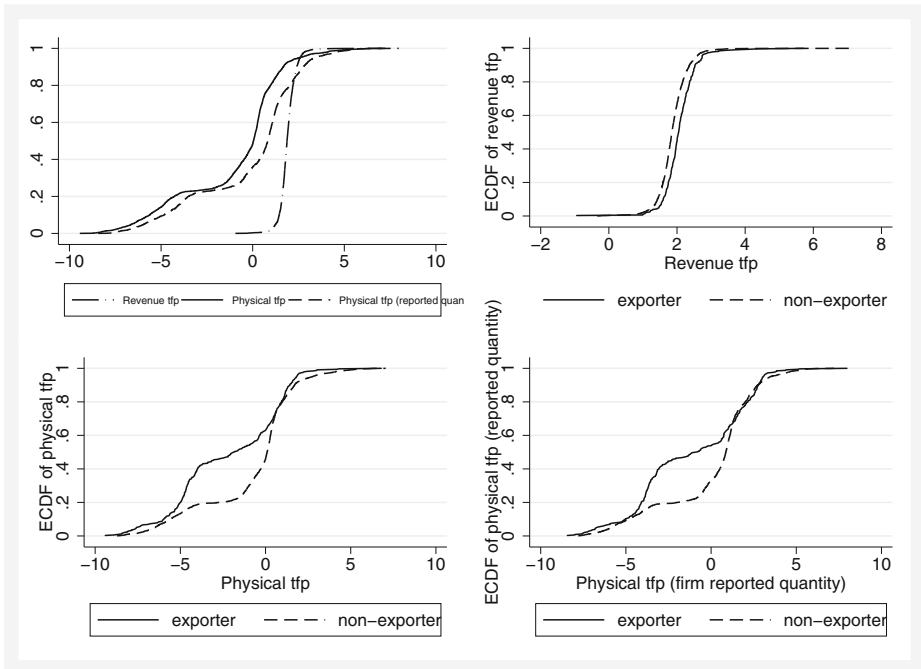 0 .2 .4 .6 .8 1
−10 −5 0 5 10
Revenue tfp Physical tfp Physical tfp (reported quan
ECDF of revenue tfp
0 .2 .4 .6 .8 1
−2 0 2 4 6 8
Revenue tfp
exporter non−exporter
ECDF of physical tfp
0 .2 .4 .6 .8 1
−10 −5 0 5 10
Physical tfp
exporter non−exporter
ECDF of physical tfp (reported quantity)
0 .2 .4 .6 .8 1
−10 −5 0 5 10
Physical tfp (firm reported quantity)
exporter non−exporter